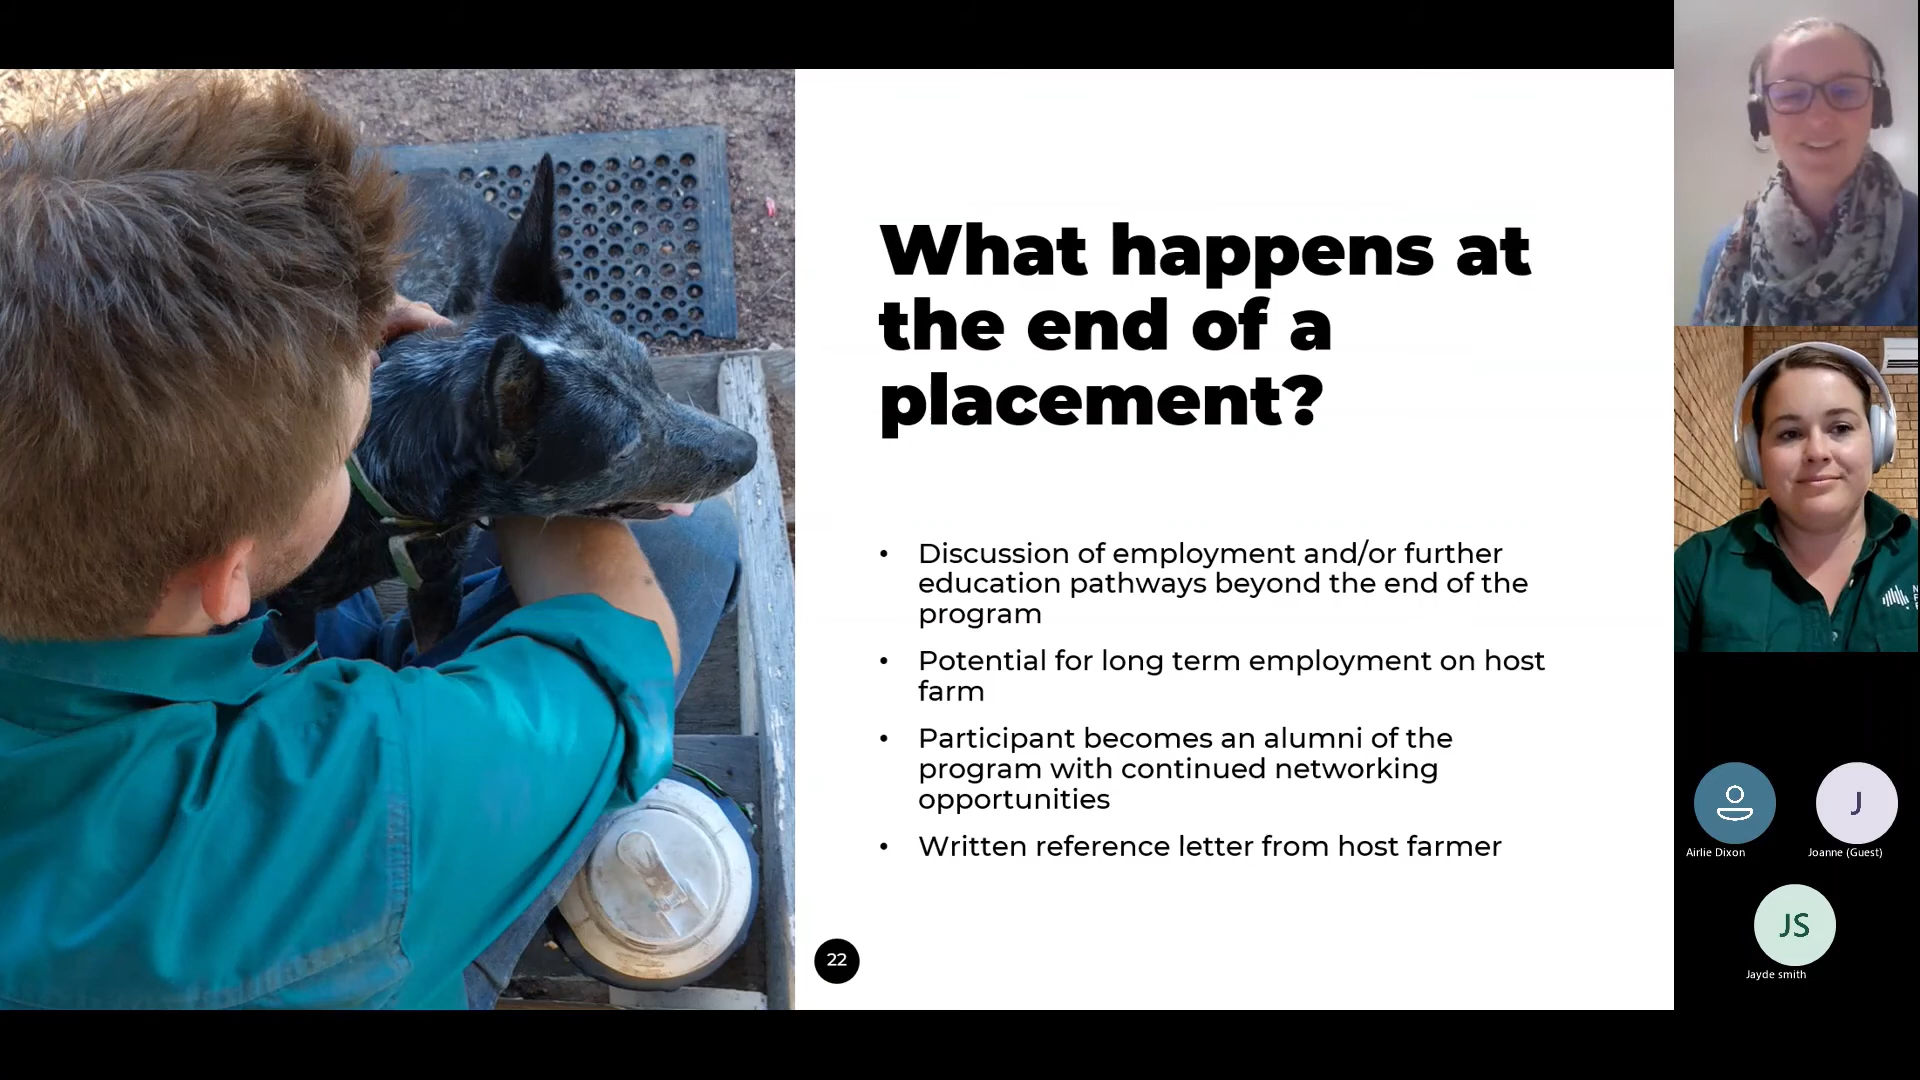 What happens at
the end of a
placement?
• Discussion of employment and/or further
education pathways beyond the end of the
program
• Potential for long term employment on host
farm
• Participant becomes an alumni of the
program with continued networking
opportunities
• Written reference letter from host farmer
22
Airlie Dixon
J
Joanne (Guest)
JS
Jayde smith